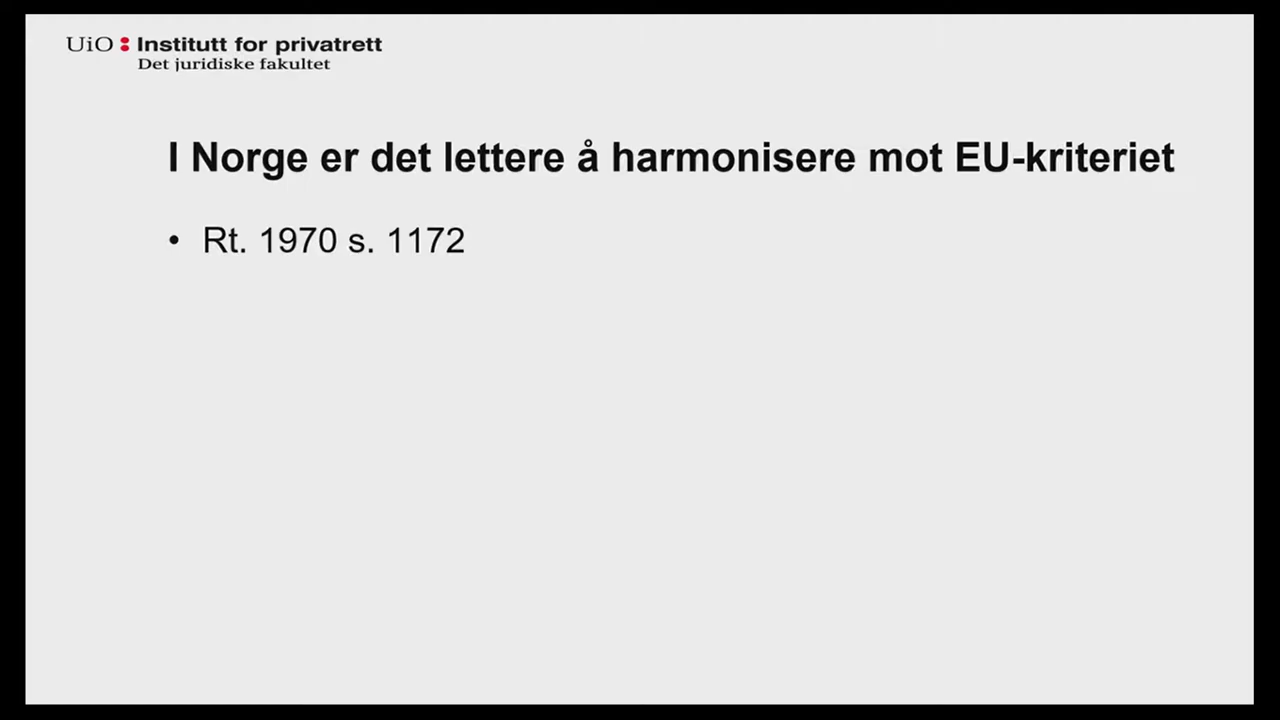 UiO : Institutt for privatrett
Det juridiske fakultet
I Norge er det lettere å harmonisere mot EU-kriteriet
• Rt. 1970 s. 1172